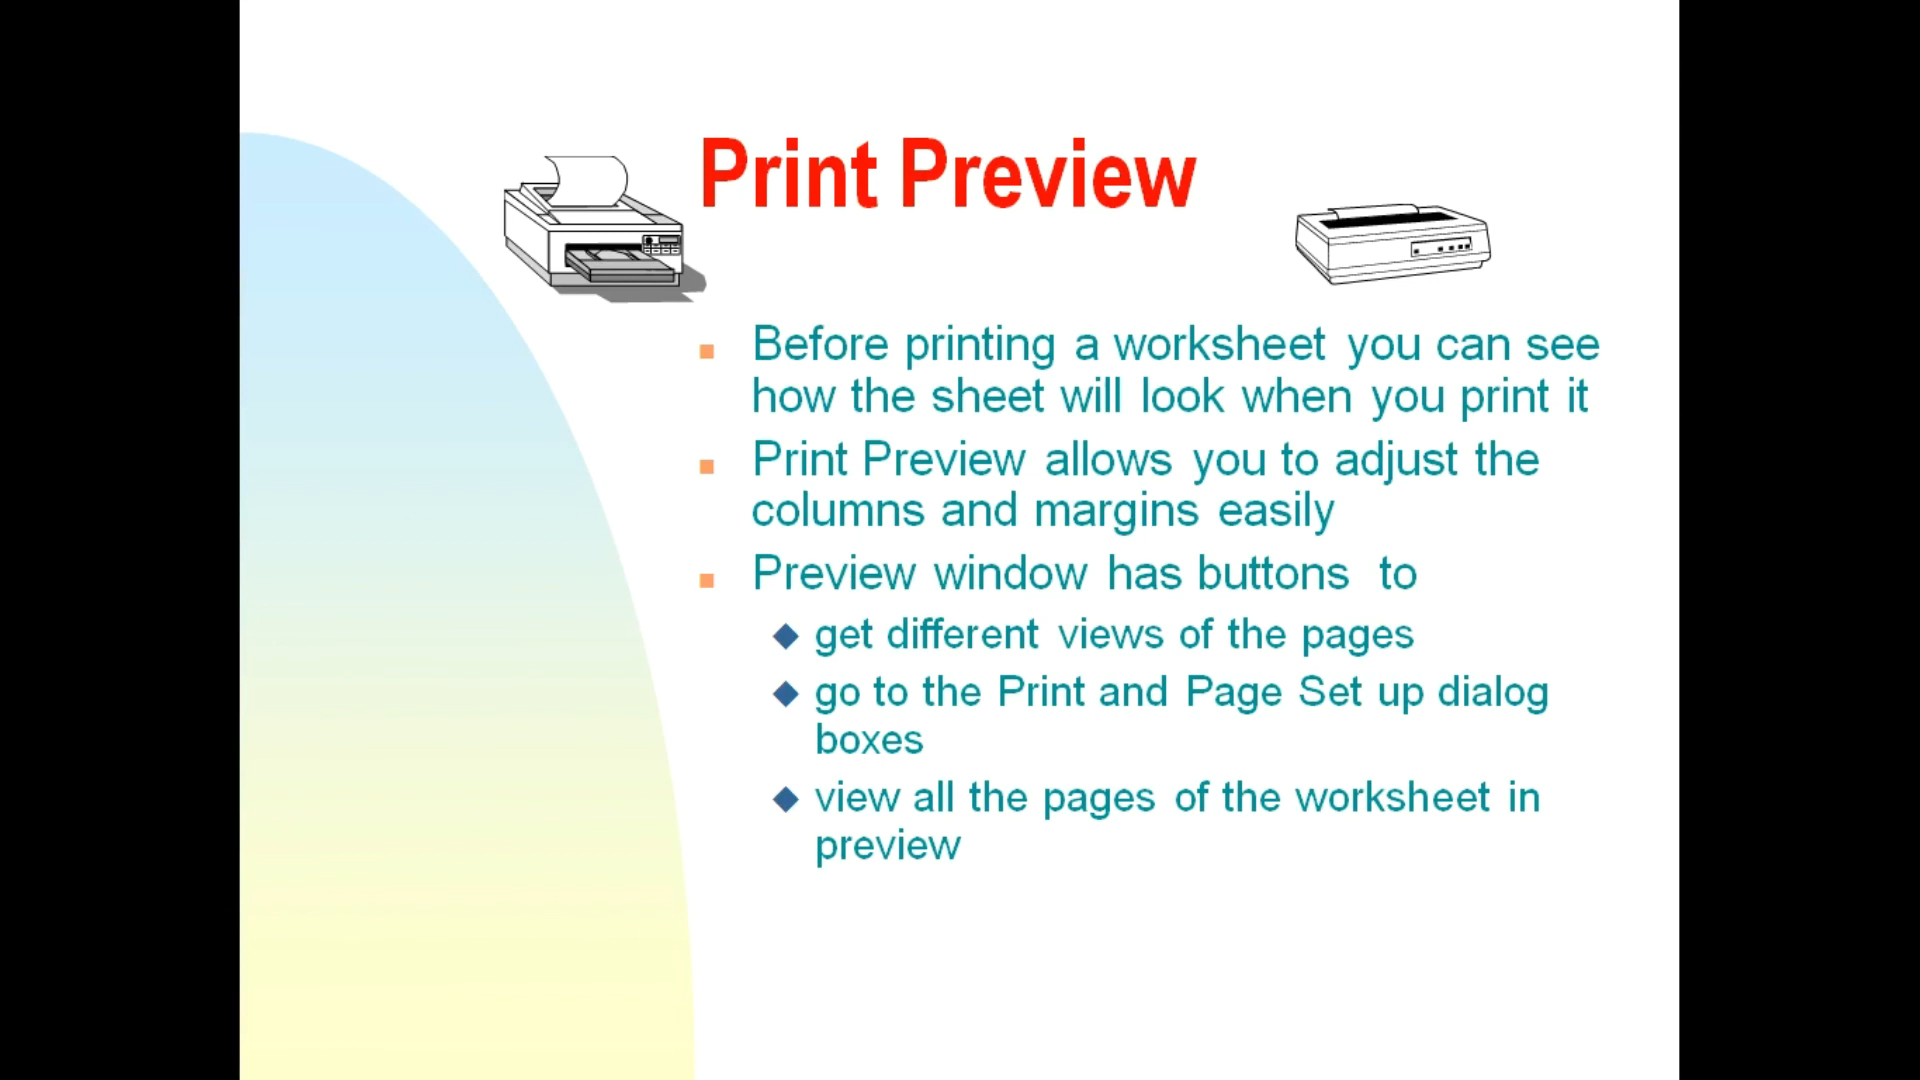 Print Preview
Before printing a worksheet you can see
how the sheet will look when you print it
Print Preview allows you to adjust the
columns and margins easily
Preview window has buttons to
get different views of the pages
go to the Print and Page Set up dialog
boxes
view all the pages of the worksheet in
preview